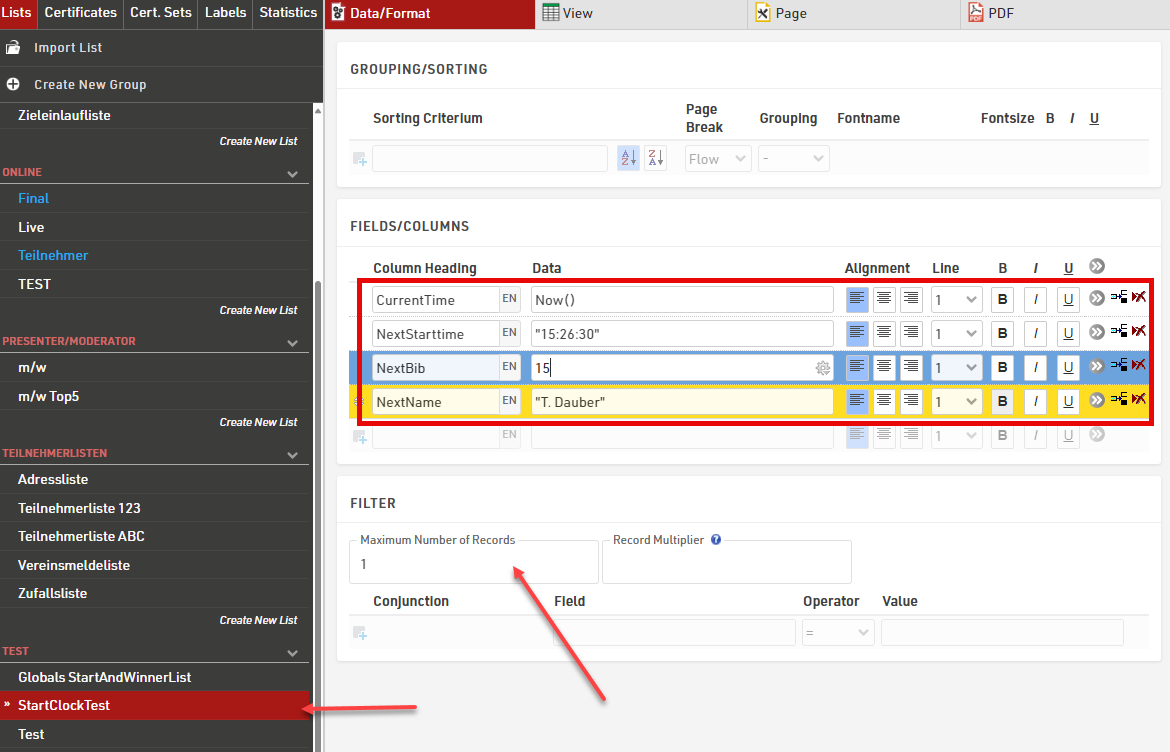 Lists Certificates Cert. Sets Labels Statistics
Import List
Create New Group
Zieleinlaufliste
Create New List
ONLINE
Final
Live
Teilnehmer
TEST
Create New List
PRESENTER/MODERATOR
m/w
m/w Top5
Create New List
TEILNEHMERLISTEN
Adressliste
Teilnehmerliste 123
Teilnehmerliste ABC
Vereinsmeldeliste
Zufallsliste
Create New List
TEST
Globals StartAndWinnerList
» StartClockTest
Test
Data/Format View Page PDF
GROUPING/SORTING
Sorting Criterium Page Break Grouping Fontname Fontsize B I U
Flow -
FIELDS/COLUMNS
Column Heading Data Alignment Line B I U
CurrentTime EN Now() 1 B I U
NextStarttime EN "15:26:30" 1 B I U
NextBib EN 15 1 B I U
NextName EN "T. Dauber" 1 B I U
EN 1 B I U
FILTER
Maximum Number of Records Record Multiplier ?
1
Conjunction Field Operator Value
=